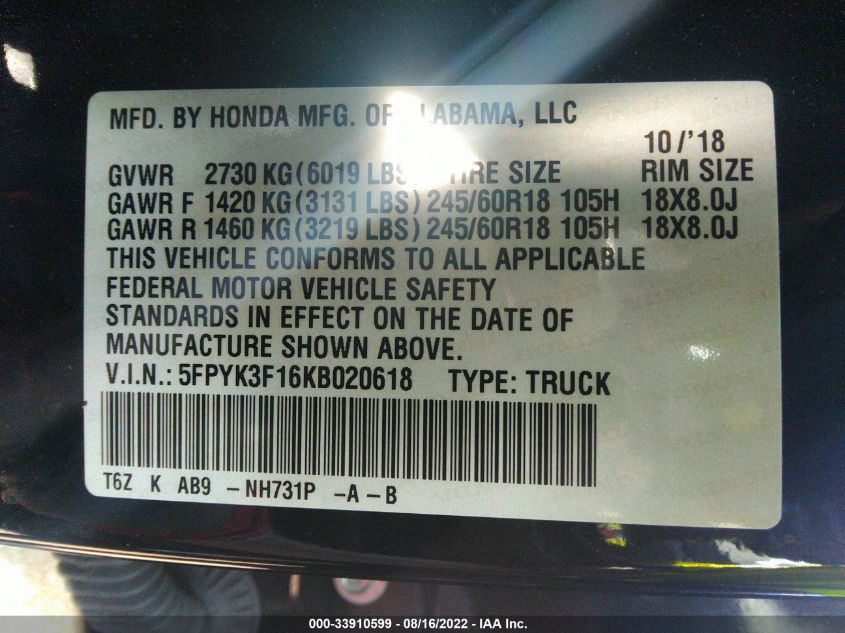 MFD. BY HONDA MFG. OF ALABAMA, LLC
10/'18
GVWR 2730 KG(6019 LBS) TIRE SIZE RIM SIZE
GAWR F 1420 KG(3131 LBS) 245/60R18 105H 18X8.0J
GAWR R 1460 KG(3219 LBS) 245/60R18 105H 18X8.0J
THIS VEHICLE CONFORMS TO ALL APPLICABLE
FEDERAL MOTOR VEHICLE SAFETY
STANDARDS IN EFFECT ON THE DATE OF
MANUFACTURE SHOWN ABOVE.
V.I.N.: 5FPYK3F16KB020618 TYPE: TRUCK
T6Z K AB9 -NH731P -A-B
000-33910599 - 08/16/2022 - IAA Inc.